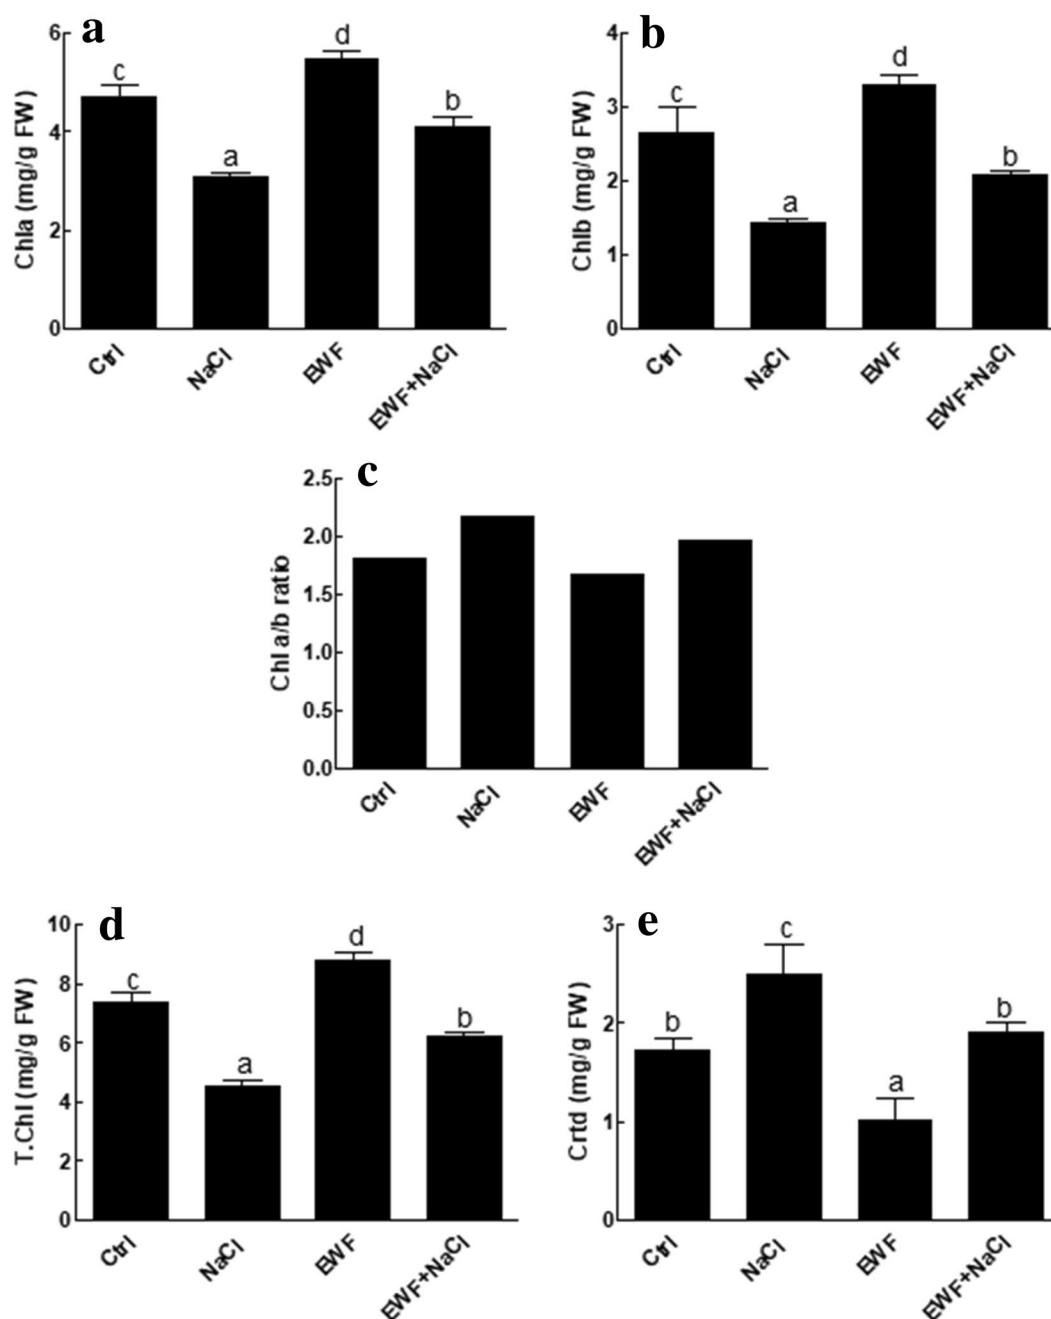 a
6
4
2
0
Chla (mg/g FW)
c
a
d
b
Ctrl
NaCl
EWF
EWF+NaCl
b
4
3
2
1
0
Chlb (mg/g FW)
c
a
d
b
Ctrl
NaCl
EWF
EWF+NaCl
c
2.5
2.0
1.5
1.0
0.5
0.0
Chl a/b ratio
Ctrl
NaCl
EWF
EWF+NaCl
d
10
8
6
4
2
0
T.Chl (mg/g FW)
c
a
d
b
Ctrl
NaCl
EWF
EWF+NaCl
e
3
2
1
0
Crtd (mg/g FW)
b
c
a
b
Ctrl
NaCl
EWF
EWF+NaCl